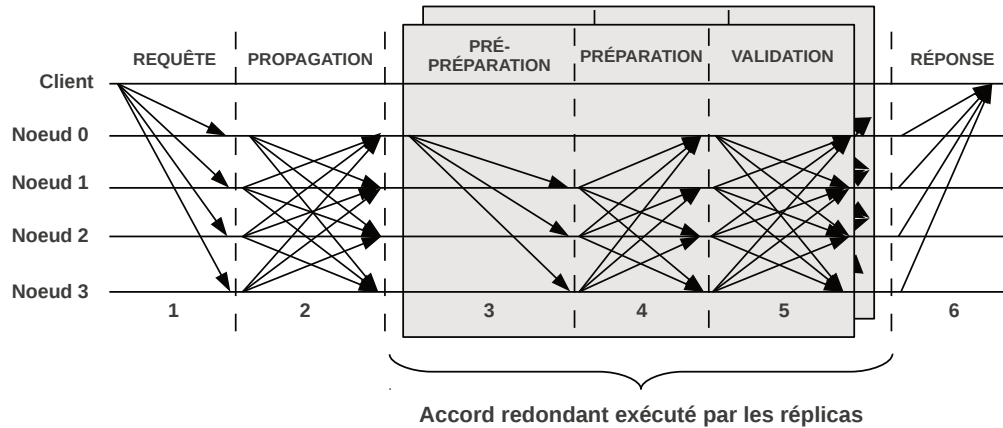 REQUÊTE
PROPAGATION
PRÉ-
PRÉPARATION
PRÉPARATION
VALIDATION
RÉPONSE
Client
Noeud 0
Noeud 1
Noeud 2
Noeud 3
1
2
3
4
5
6
Accord redondant exécuté par les réplicas